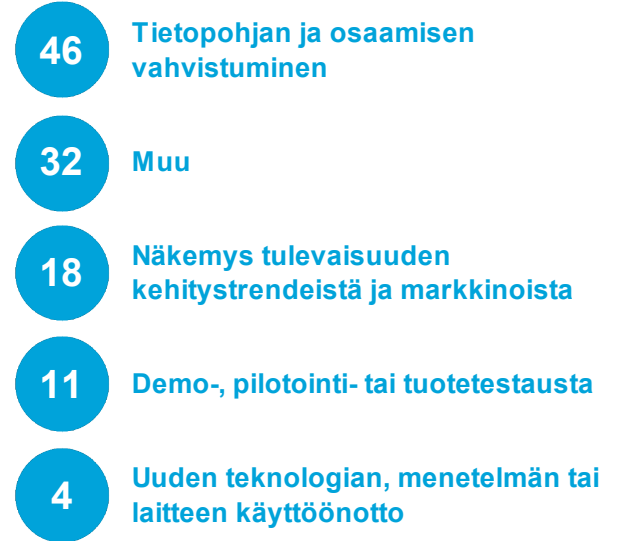 46
Tietopohjan ja osaamisen
vahvistuminen
32
Muu
18
Näkemys tulevaisuuden
kehitystrendeistä ja markkinoista
11
Demo-, pilotointi- tai tuotetestausta
4
Uuden teknologian, menetelmän tai
laitteen käyttöönotto